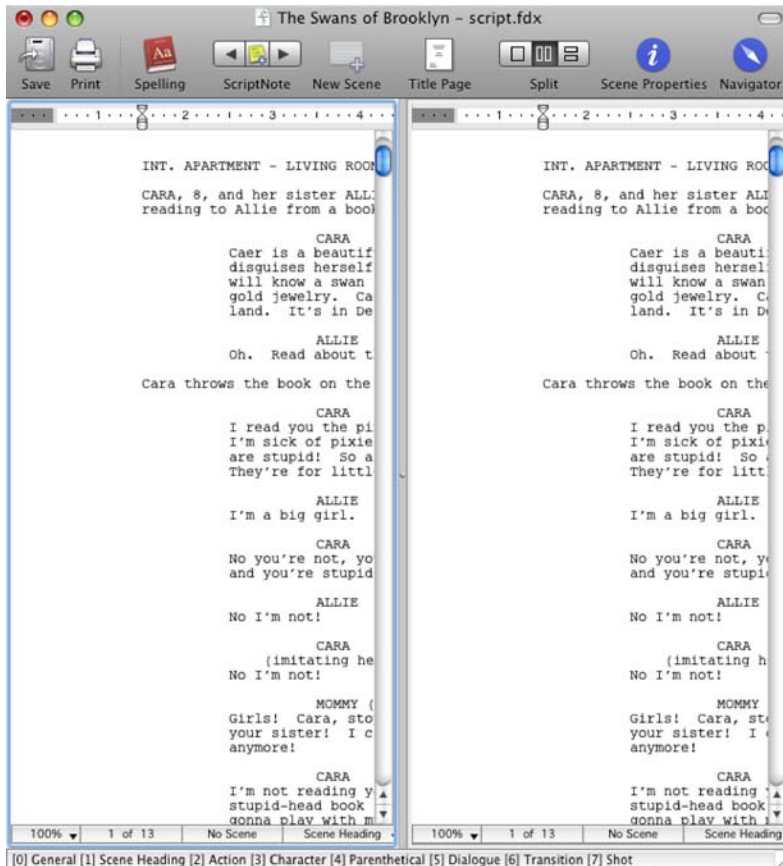 The Swans of Brooklyn – script.fdx
Save Print Spelling ScriptNote New Scene Title Page Split Scene Properties Navigator
1 2 3 4
INT. APARTMENT - LIVING
CARA, 8, and her sister
reading to Allie from a
CARA
Caer is a
disguises
will know a swan
gold jewelry.
land. It's in
ALLIE
Oh. Read about
Cara throws the book on the
CARA
I read you the
I'm sick of
are stupid! So
They're for
ALLIE
I'm a big girl.
CARA
No you're not,
and you're
ALLIE
No I'm not!
CARA
(imitating
No I'm not!
MOMMY (
Girls! Cara,
your sister! I
anymore!
CARA
I'm not reading
stupid-head book
gonna play with
100% 1 of 13 No Scene Scene Heading
1 2 3 4
INT. APARTMENT - LIVING
CARA, 8, and her sister
reading to Allie from a
CARA
Caer is a
disguises
will know a swan
gold jewelry.
land. It's in
ALLIE
Oh. Read about
Cara throws the book on the
CARA
I read you the
I'm sick of
are stupid! So
They're for
ALLIE
I'm a big girl.
CARA
No you're not,
and you're
ALLIE
No I'm not!
CARA
(imitating
No I'm not!
MOMMY
Girls! Cara,
your sister! I
anymore!
CARA
I'm not reading
stupid-head book
gonna play with
100% 1 of 13 No Scene Scene Heading
[0] General [1] Scene Heading [2] Action [3] Character [4] Parenthetical [5] Dialogue [6] Transition [7] Shot